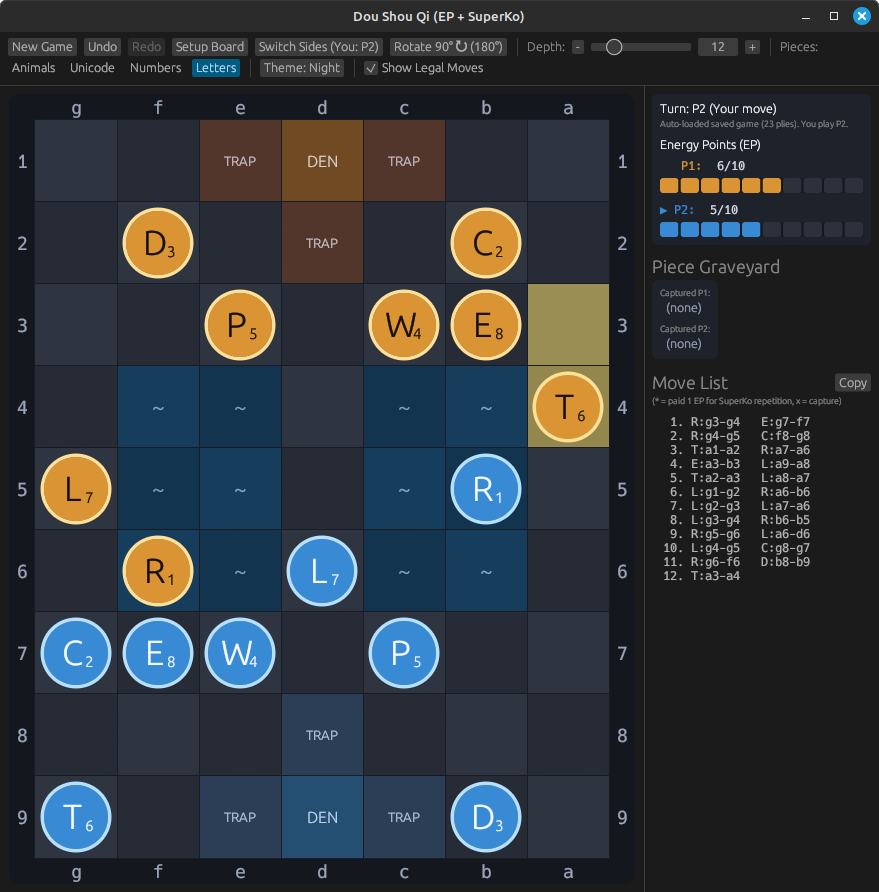 Dou Shou Qi (EP + SuperKo)
New Game Undo Redo Setup Board Switch Sides (You: P2) Rotate 90° ↻ (180°) Depth: - 12 + Pieces:
Animals Unicode Numbers Letters Theme: Night Show Legal Moves
g f e d c b a
1 TRAP DEN TRAP 1
2 D3 TRAP C2 2
3 P5 W4 E8 3
4 ~ ~ ~ ~ T6 4
5 L7 ~ ~ ~ R1 5
6 R1 ~ L7 ~ ~ 6
7 C2 E8 W4 P5 7
8 TRAP 8
9 T6 TRAP DEN TRAP D3 9
g f e d c b a
Turn: P2 (Your move)
Auto-loaded saved game (23 plies). You play P2.
Energy Points (EP)
P1: 6/10
▶ P2: 5/10
Piece Graveyard
Captured P1:
(none)
Captured P2:
(none)
Move List Copy
(* = paid 1 EP for SuperKo repetition, x = capture)
1. R:g3-g4 E:g7-f7
2. R:g4-g5 C:f8-g8
3. T:a1-a2 R:a7-a6
4. E:a3-b3 L:a9-a8
5. T:a2-a3 L:a8-a7
6. L:g1-g2 R:a6-b6
7. L:g2-g3 L:a7-a6
8. L:g3-g4 R:b6-b5
9. R:g5-g6 L:a6-d6
10. L:g4-g5 C:g8-g7
11. R:g6-f6 D:b8-b9
12. T:a3-a4